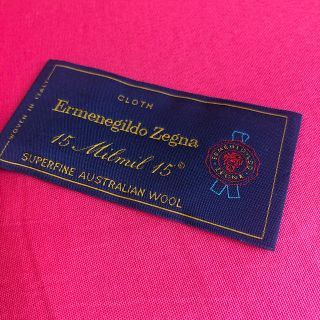 CLOTH
Ermenegildo Zegna
15 Milmil 15®
SUPERFINE AUSTRALIAN WOOL
WOVEN IN ITALY